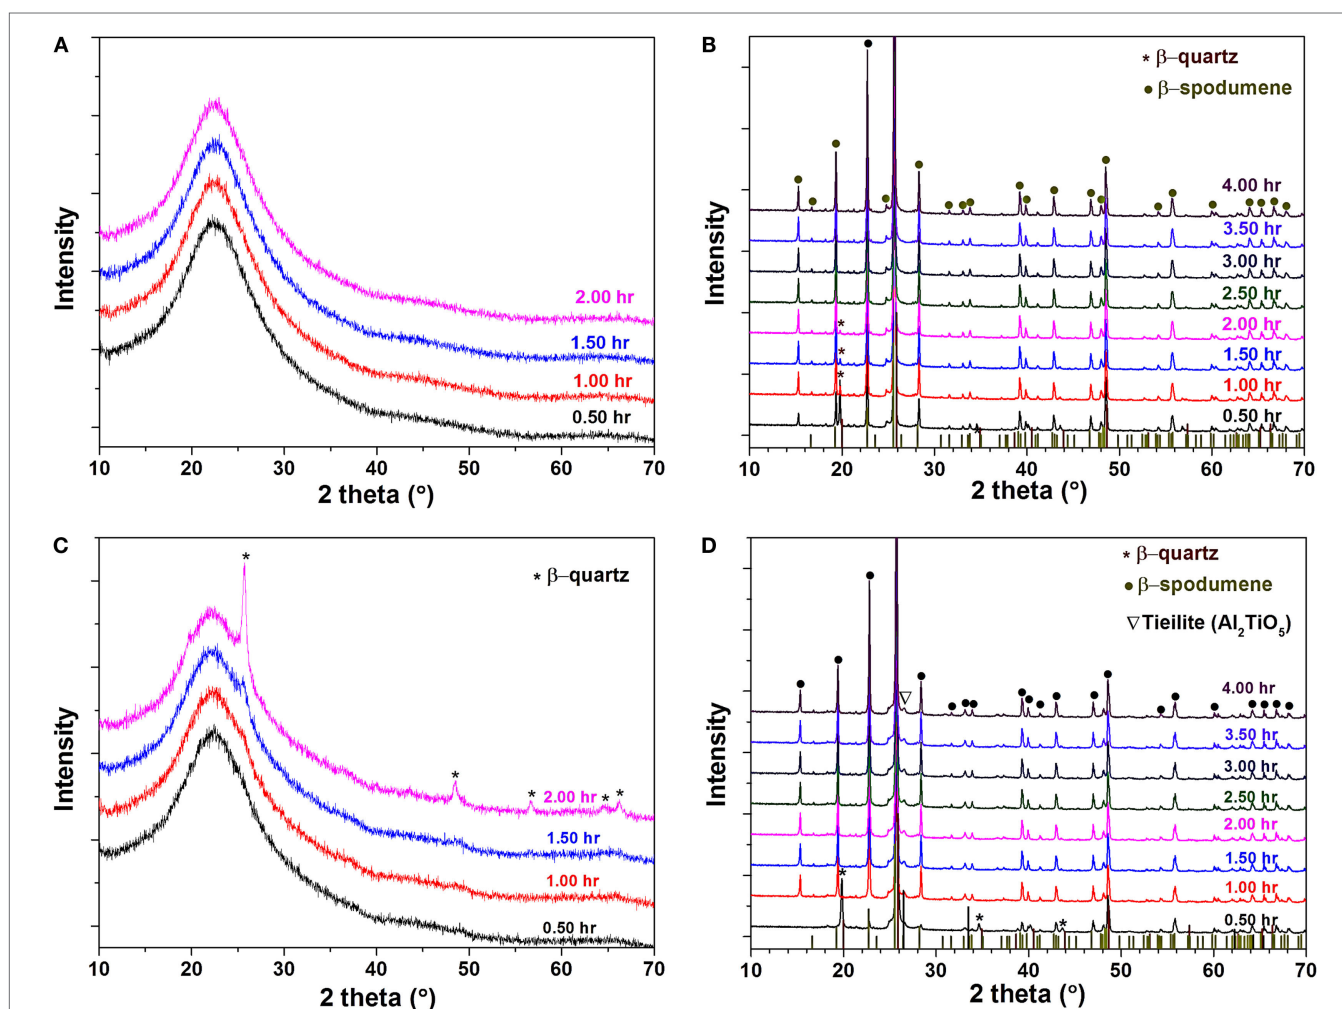 A
Intensity
2.00 hr
1.50 hr
1.00 hr
0.50 hr
10 20 30 40 50 60 70
2 theta (°)
B
* β–quartz
● β–spodumene
Intensity
4.00 hr
3.50 hr
3.00 hr
2.50 hr
2.00 hr
1.50 hr
1.00 hr
0.50 hr
10 20 30 40 50 60 70
2 theta (°)
C
* β–quartz
Intensity
2.00 hr
1.50 hr
1.00 hr
0.50 hr
10 20 30 40 50 60 70
2 theta (°)
D
* β–quartz
● β–spodumene
▽ Tieilite (Al₂TiO₅)
Intensity
4.00 hr
3.50 hr
3.00 hr
2.50 hr
2.00 hr
1.50 hr
1.00 hr
0.50 hr
10 20 30 40 50 60 70
2 theta (°)